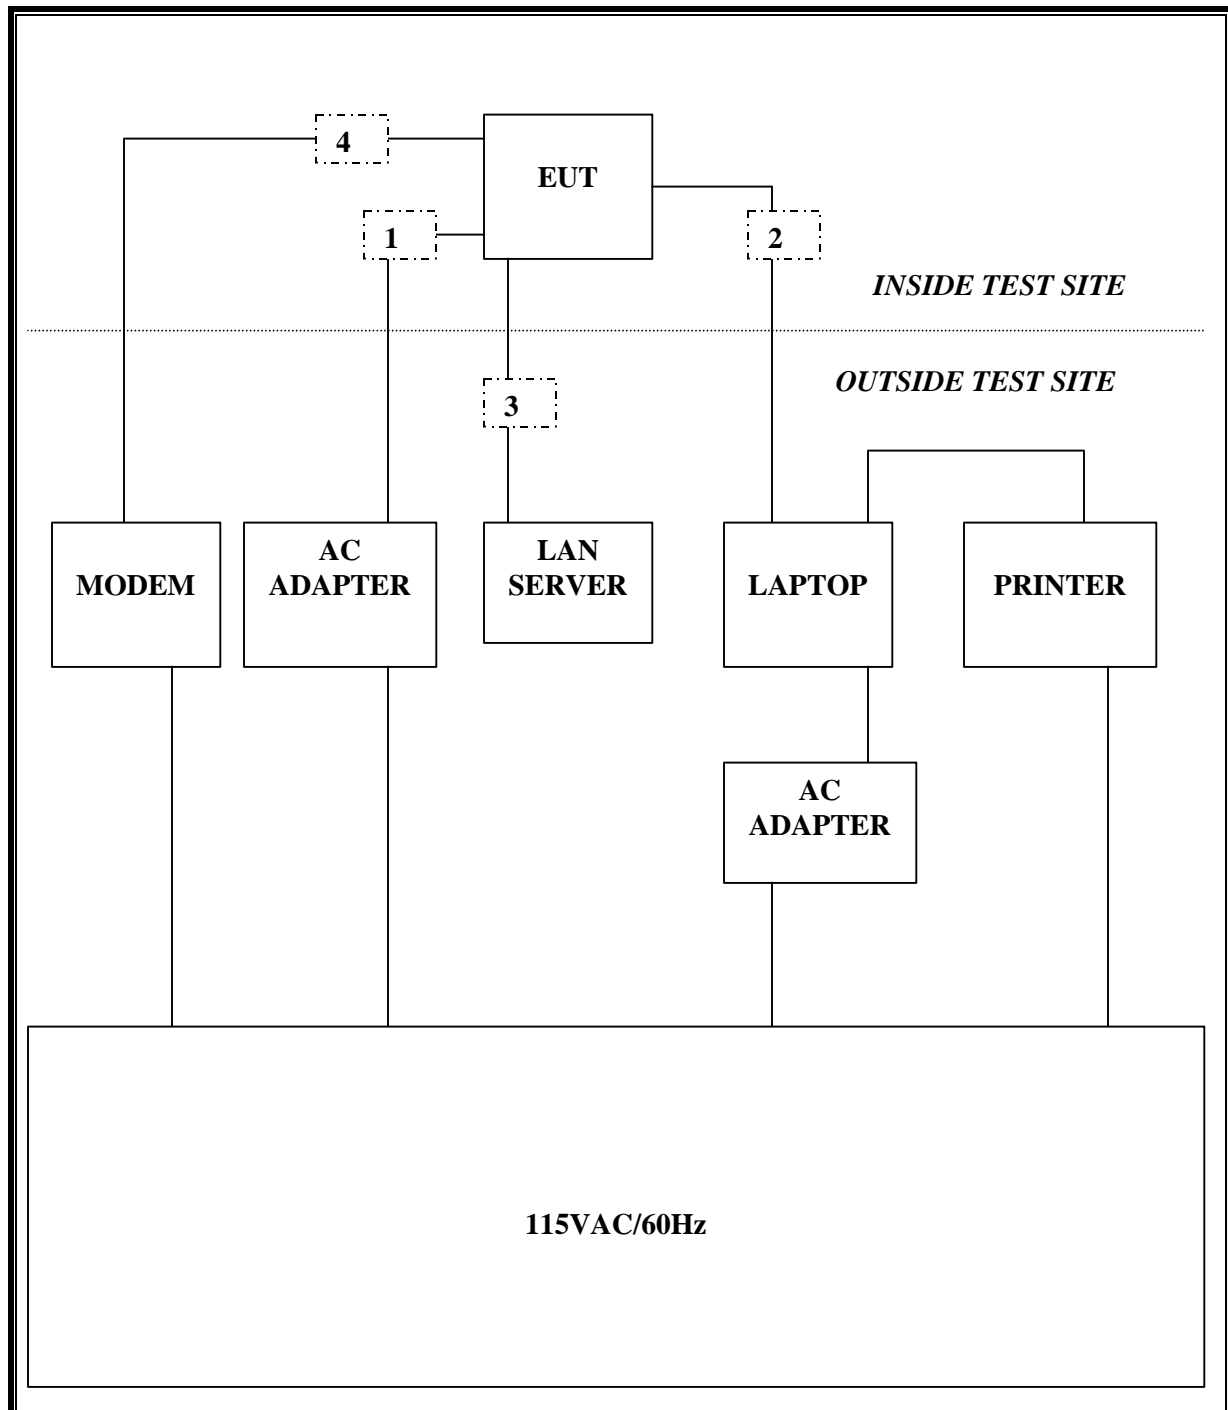 4
EUT
1
2
INSIDE TEST SITE
OUTSIDE TEST SITE
3
MODEM
AC
ADAPTER
LAN
SERVER
LAPTOP
PRINTER
AC
ADAPTER
115VAC/60Hz